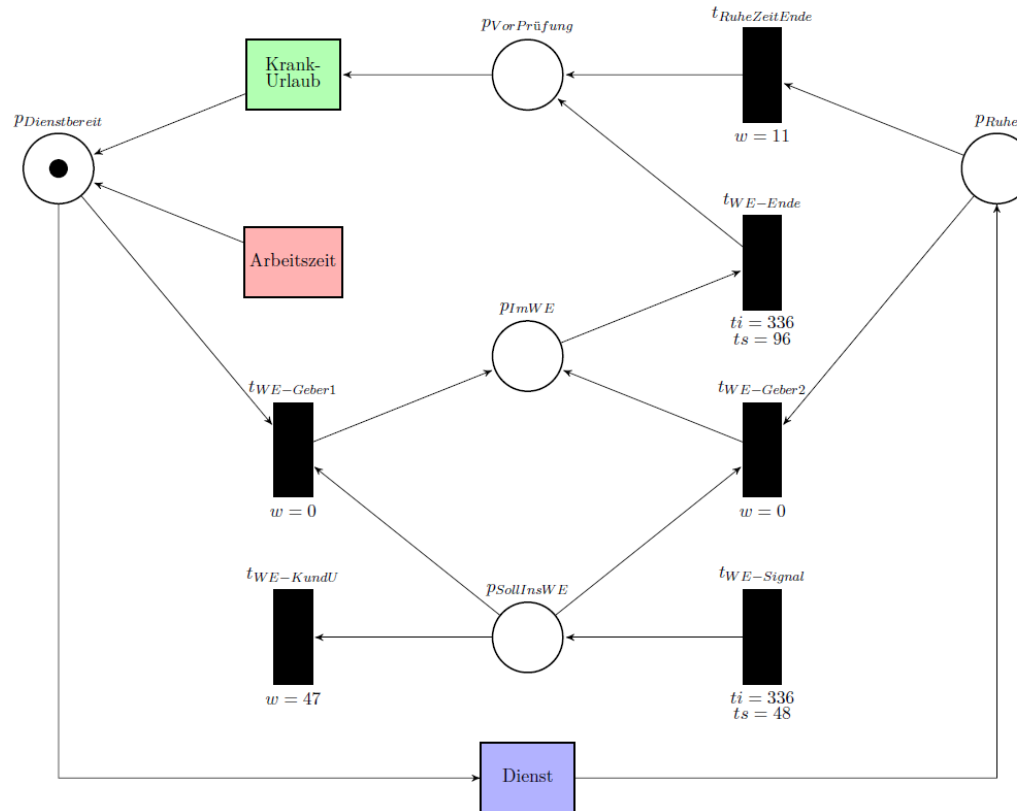 t_RuheZeitEnde
p_VorPrüfung
Krank-
Urlaub
p_Dienstbereit
w = 11
p_Ruhe
t_WE−Ende
Arbeitszeit
p_ImWE
ti = 336
ts = 96
t_WE−Geber1
t_WE−Geber2
w = 0
w = 0
t_WE−KundU
p_SollInsWE
t_WE−Signal
w = 47
ti = 336
ts = 48
Dienst